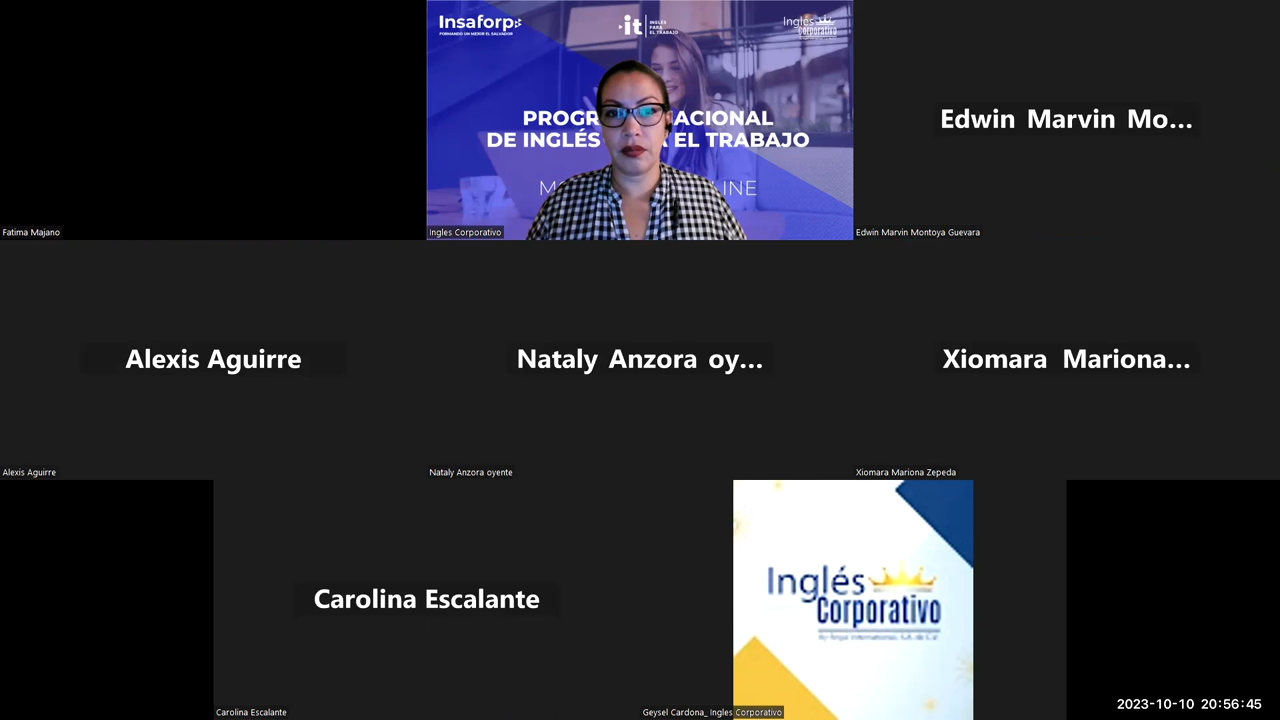 Insaforp
FORMANDO UN MEJOR EL SALVADOR
it
INGLÉS
PARA
EL TRABAJO
Inglés
Corporativo
PROGR ACIONAL
DE INGLÉS A EL TRABAJO
M LINE
Fatima Majano
Ingles Corporativo
Edwin Marvin Mo...
Edwin Marvin Montoya Guevara
Alexis Aguirre
Alexis Aguirre
Nataly Anzora oy...
Nataly Anzora oyente
Xiomara Mariona...
Xiomara Mariona Zepeda
Carolina Escalante
Carolina Escalante
Inglés
Corporativo
Geysel Cardona_ Ingles Corporativo
2023-10-10 20:56:45